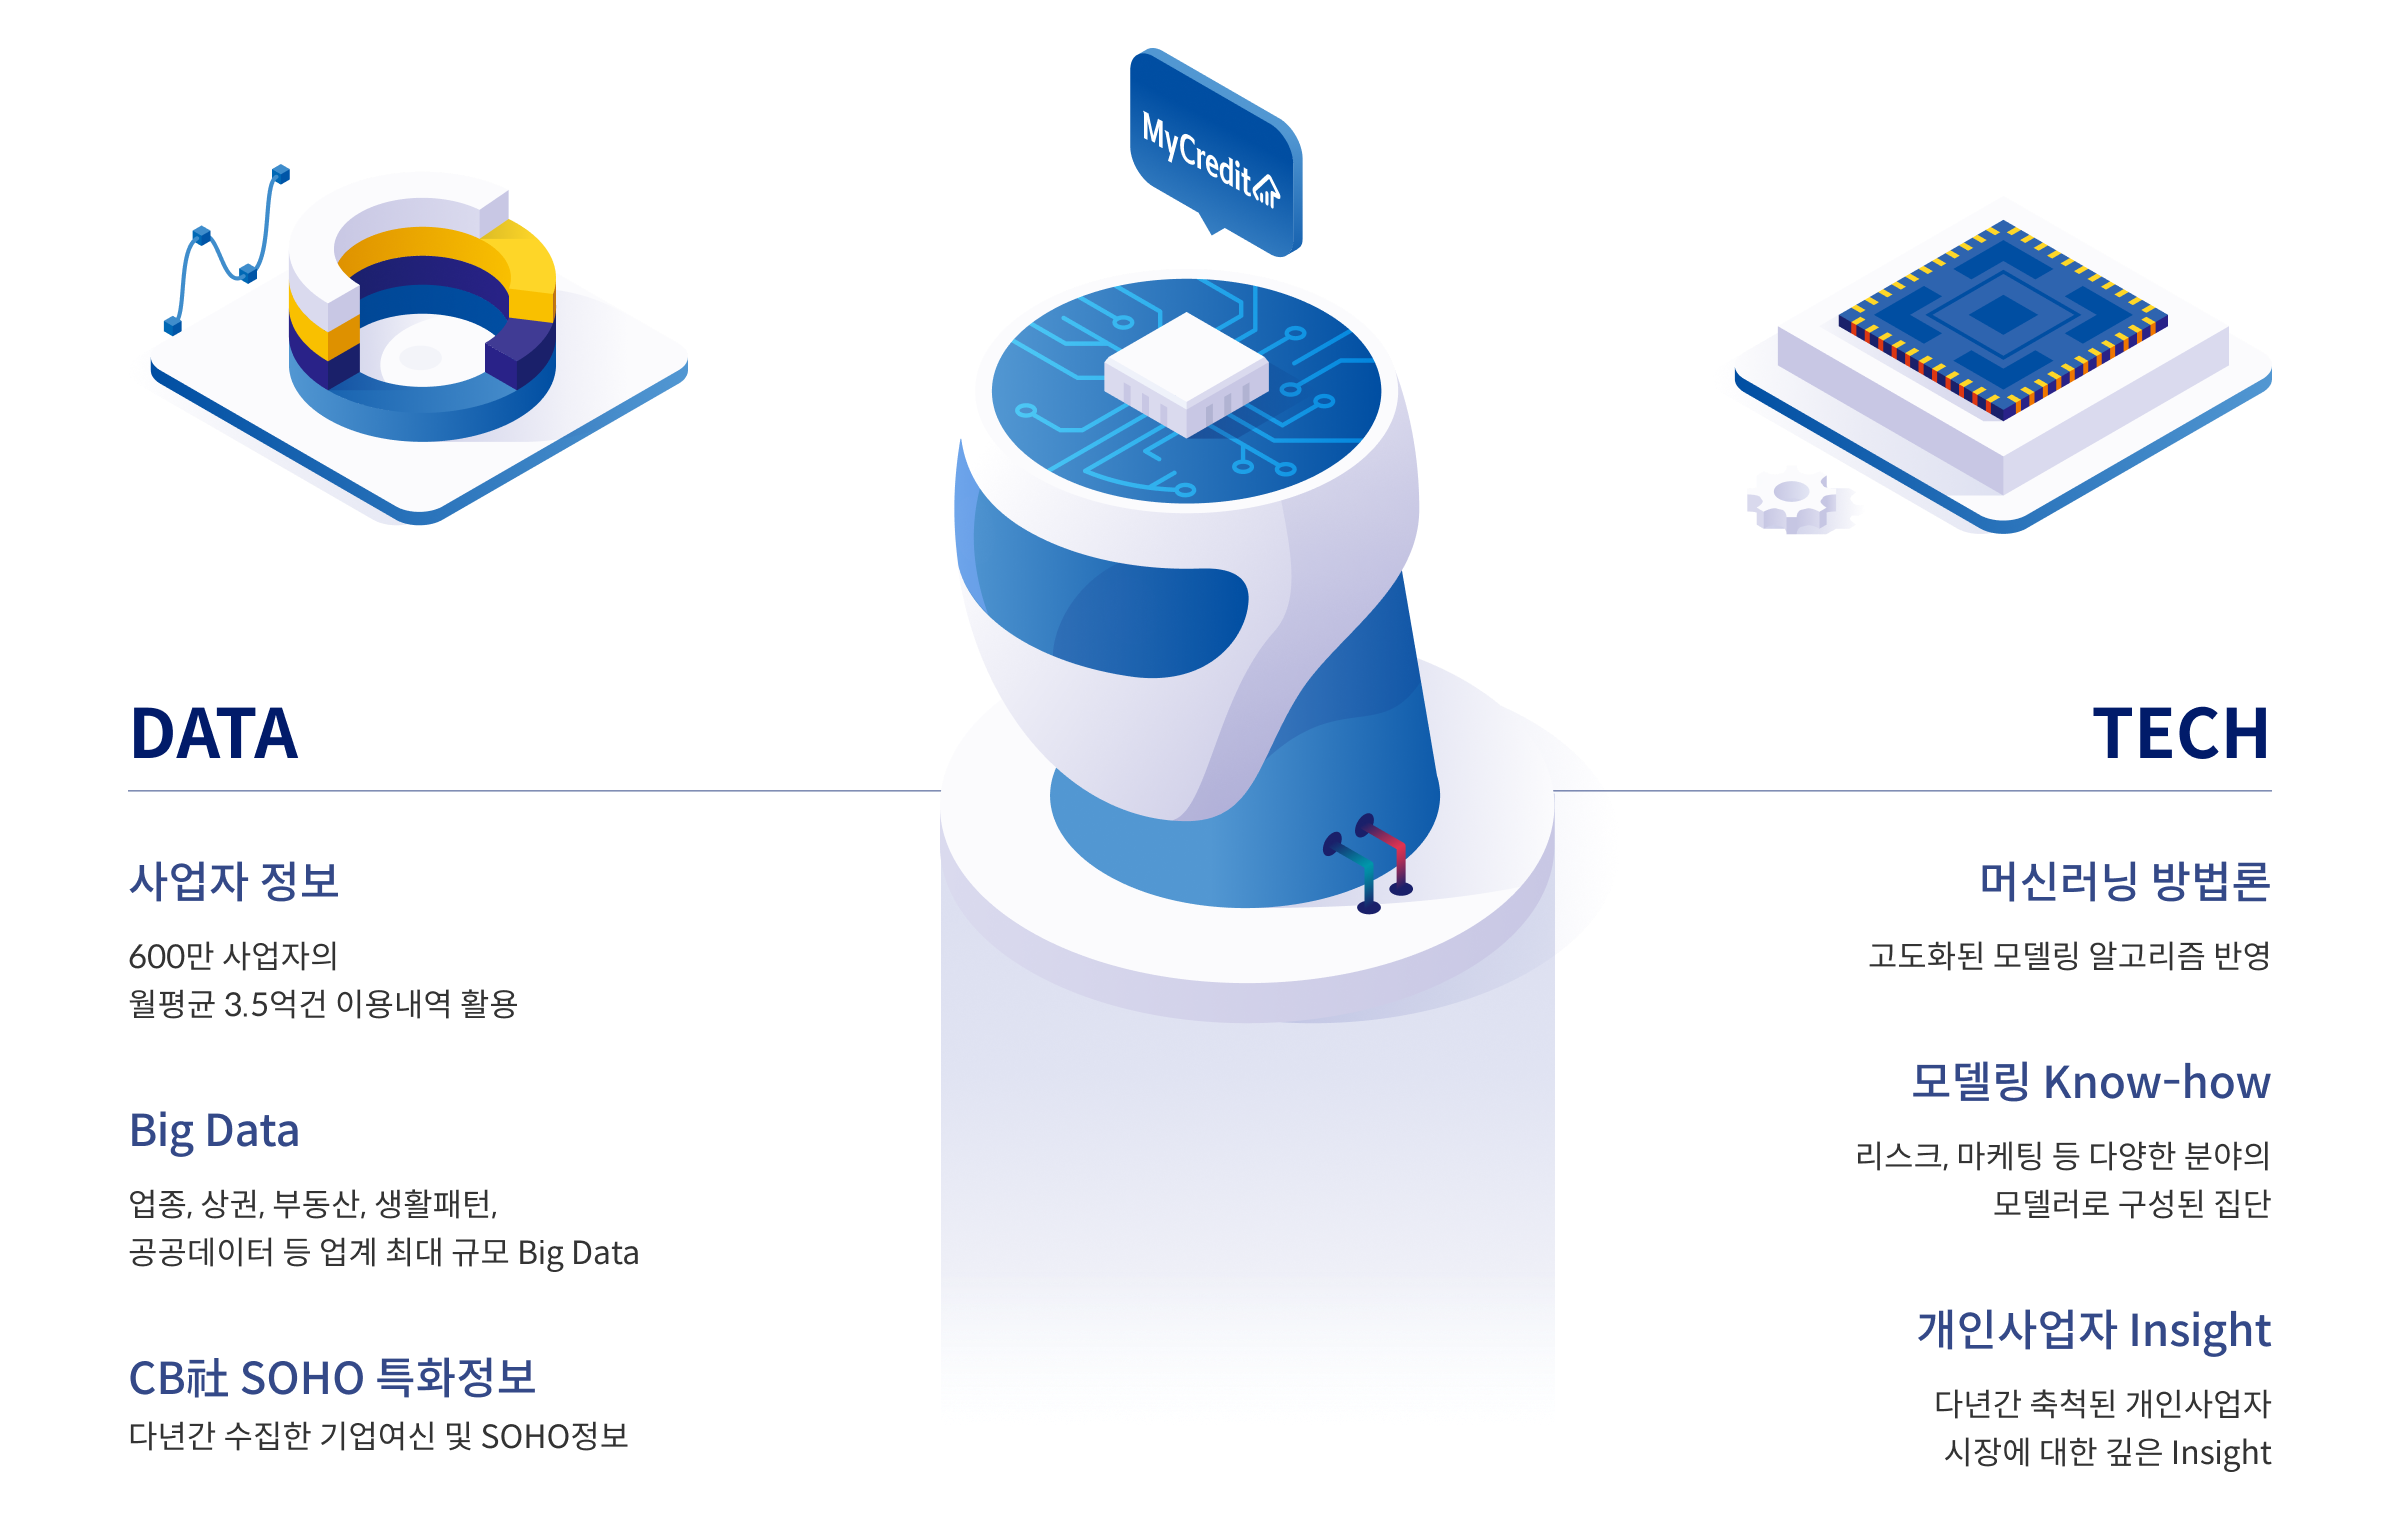 MyCredit
DATA
사업자 정보
600만 사업자의
월평균 3.5억건 이용내역 활용
Big Data
업종, 상권, 부동산, 생활패턴,
공공데이터 등 업계 최대 규모 Big Data
CB社 SOHO 특화정보
다년간 수집한 기업여신 및 SOHO정보
TECH
머신러닝 방법론
고도화된 모델링 알고리즘 반영
모델링 Know-how
리스크, 마케팅 등 다양한 분야의
모델러로 구성된 집단
개인사업자 Insight
다년간 축척된 개인사업자
시장에 대한 깊은 Insight